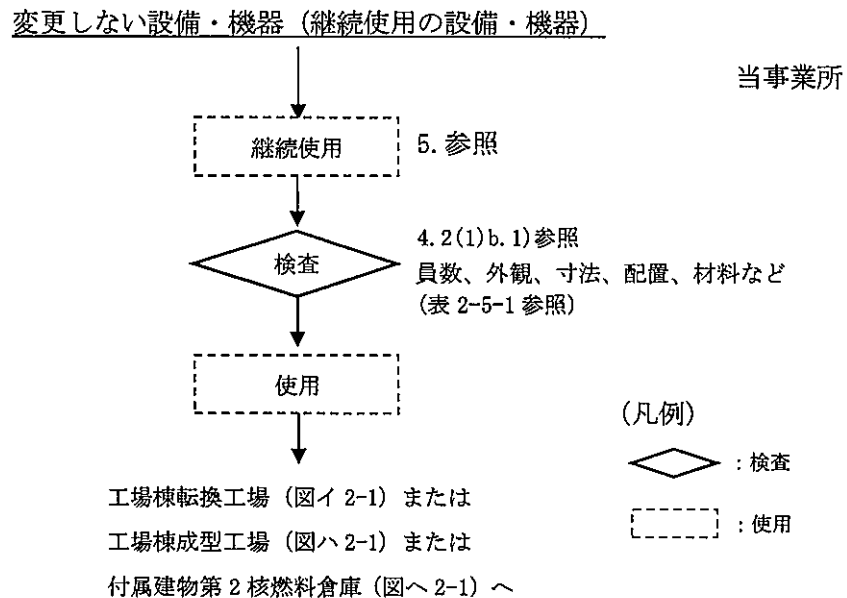 変更しない設備・機器（継続使用の設備・機器）
当事業所
継続使用
5. 参照
検査
4. 2(1)b. 1)参照
員数、外観、寸法、配置、材料など
(表 2-5-1 参照)
使用
(凡例)
：検査
：使用
工場棟転換工場（図イ 2-1）または
工場棟成型工場（図ハ 2-1）または
付属建物第 2 核燃料倉庫（図ヘ 2-1）へ